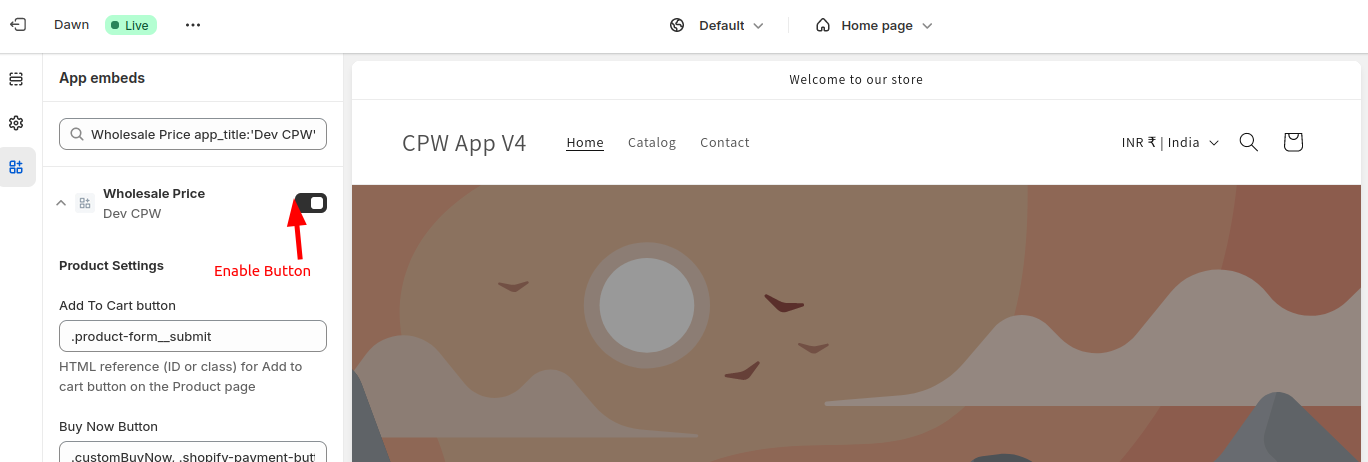 Dawn Live ··· Default Home page
App embeds
Welcome to our store
Wholesale Price app_title:'Dev CPW'
CPW App V4 Home Catalog Contact INR ₹ | India
Wholesale Price
Dev CPW
Enable Button
Product Settings
Add To Cart button
.product-form__submit
HTML reference (ID or class) for Add to
cart button on the Product page
Buy Now Button
.customBuyNow, .shopify-payment-but